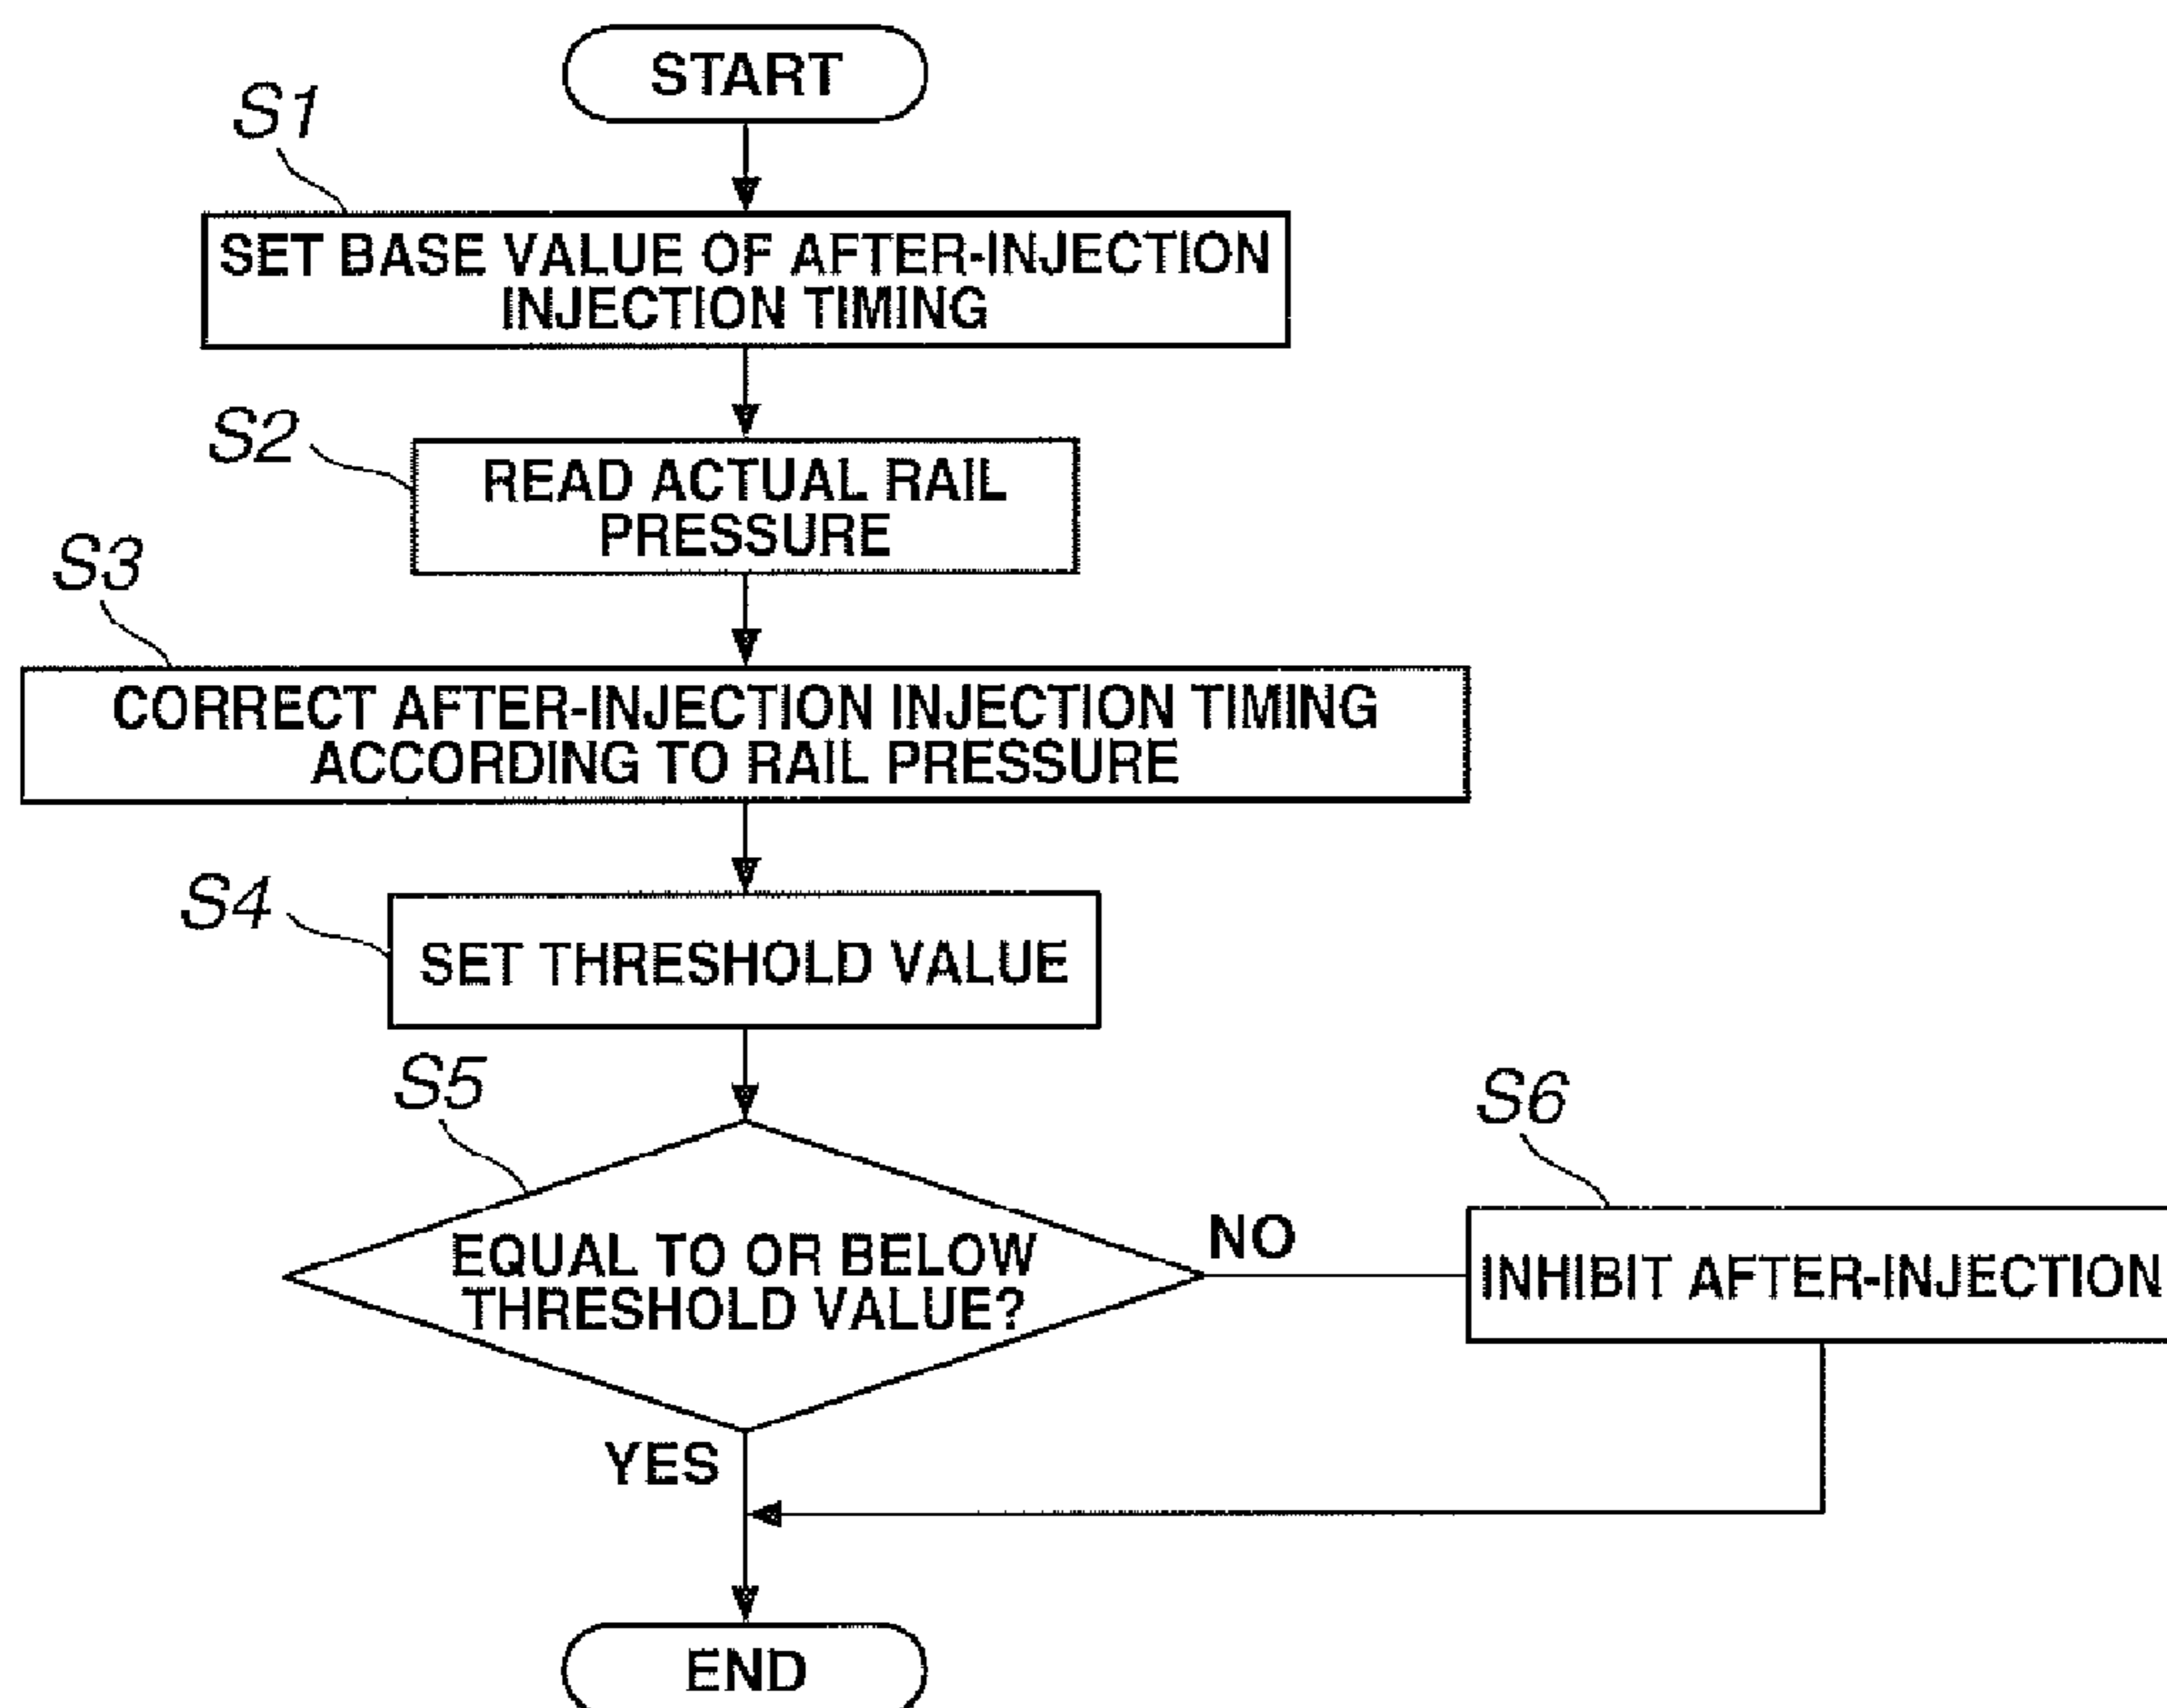 START
S1
SET BASE VALUE OF AFTER-INJECTION
INJECTION TIMING
S2
READ ACTUAL RAIL
PRESSURE
S3
CORRECT AFTER-INJECTION INJECTION TIMING
ACCORDING TO RAIL PRESSURE
S4
SET THRESHOLD VALUE
S5
EQUAL TO OR BELOW
THRESHOLD VALUE?
NO
S6
INHIBIT AFTER-INJECTION
YES
END